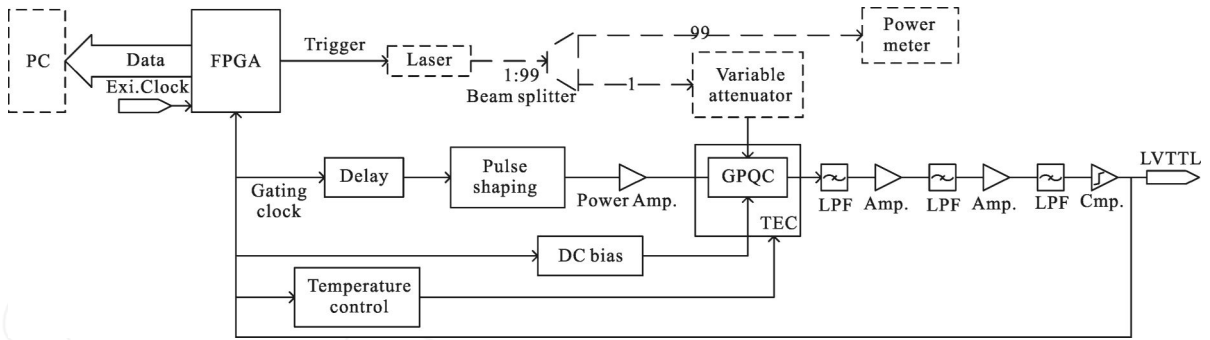 PC
Data
Exi.Clock
FPGA
Trigger
Laser
1:99
Beam splitter
99
1
Power
meter
Variable
attenuator
Gating
clock
Delay
Pulse
shaping
Power Amp.
GPQC
TEC
LPF
Amp.
LPF
Amp.
LPF
Cmp.
LVTTL
DC bias
Temperature
control